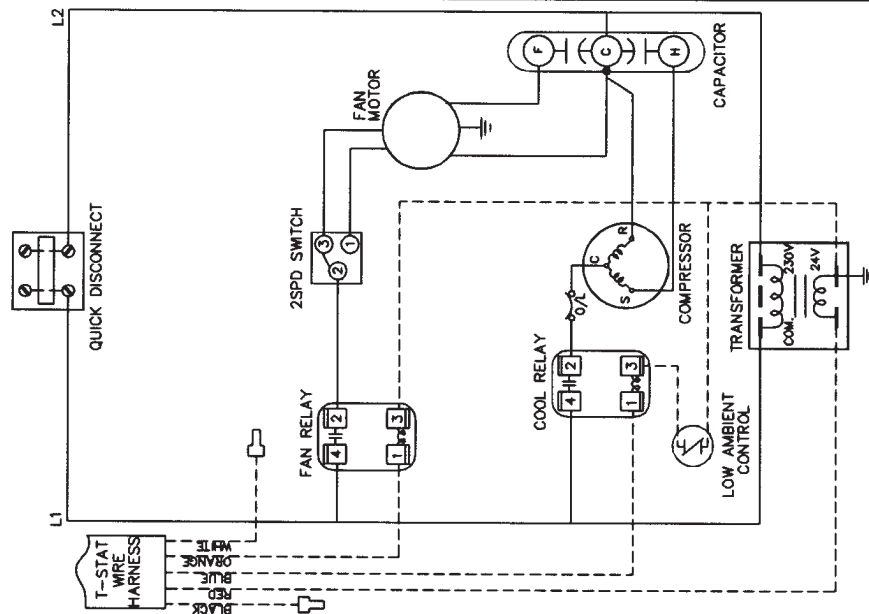 L1
L2
QUICK DISCONNECT
T-STAT
WIRE
HARNESS
WHITE
ORANGE
BLUE
RED
BLACK
FAN RELAY
4
2
1
3
2SPD SWITCH
3
2
1
FAN
MOTOR
F
C
H
CAPACITOR
COOL RELAY
4
2
1
3
O/L
C
S
R
COMPRESSOR
LOW AMBIENT
CONTROL
TRANSFORMER
COM.
230V
24V